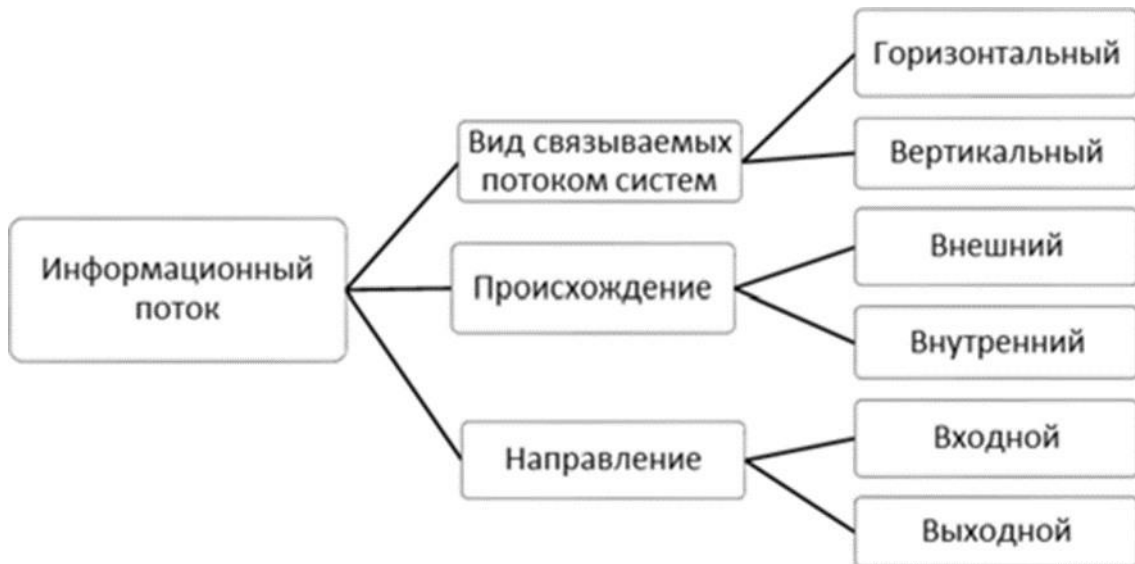 Информационный
поток
Вид связываемых
потоком систем
Происхождение
Направление
Горизонтальный
Вертикальный
Внешний
Внутренний
Входной
Выходной